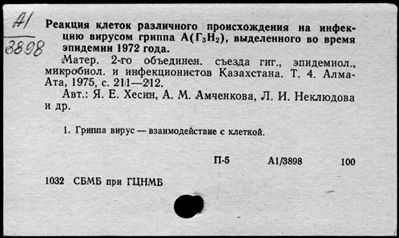 А1
3898
Реакция клеток различного происхождения на инфек-
цию вирусом гриппа А(Г₃Н₂), выделенного во время
эпидемии 1972 года.
Матер. 2-го объединен. съезда гиг., эпидемиол.,
микробиол. и инфекционистов Казахстана. Т. 4. Алма-
Ата, 1975, с. 211—212.
Авт.: Я. Е. Хесин, А. М. Амченкова, Л. И. Неклюдова
и др.
1. Гриппа вирус — взаимодействие с клеткой.
П-5 А1/3898 100
1032 СБМБ при ГЦНМБ